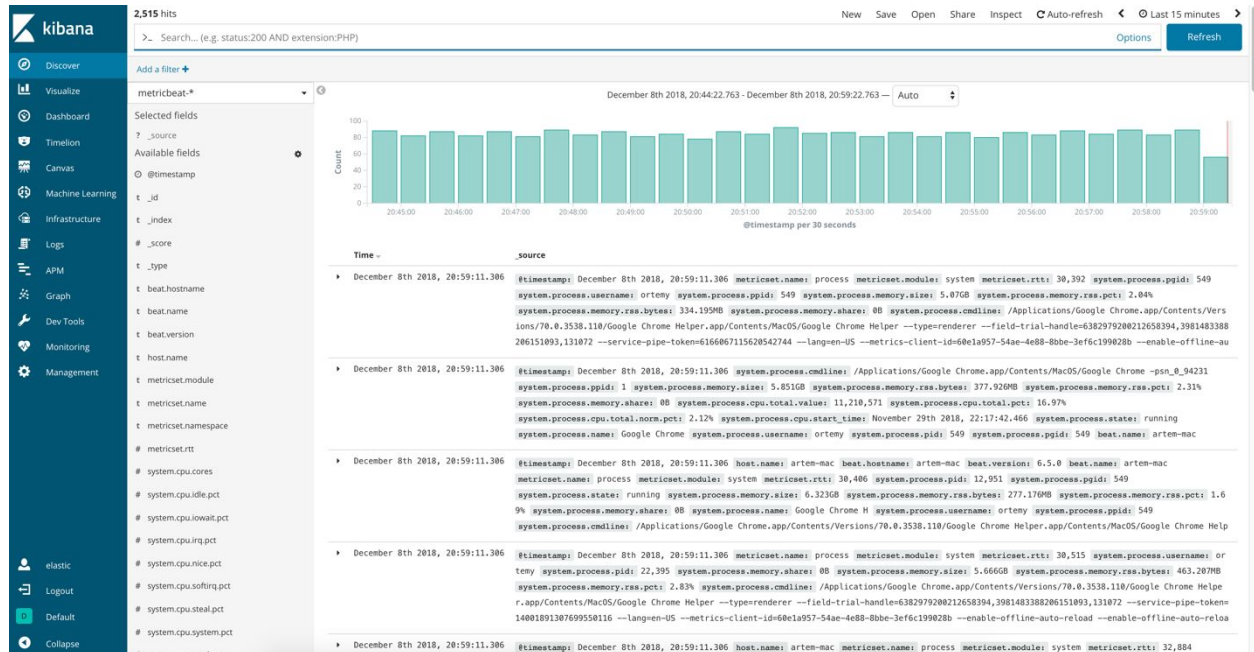 kibana
Discover
Visualize
Dashboard
Timelion
Canvas
Machine Learning
Infrastructure
Logs
APM
Graph
Dev Tools
Monitoring
Management
elastic
Logout
D Default
Collapse
2,515 hits
New Save Open Share Inspect Auto-refresh Last 15 minutes
>_ Search... (e.g. status:200 AND extension:PHP) Options Refresh
Add a filter +
metricbeat-*
Selected fields
? _source
Available fields
@timestamp
t _id
t _index
# _score
t _type
t beat.hostname
t beat.name
t beat.version
t host.name
t metricset.module
t metricset.name
t metricset.namespace
# metricset.rtt
# system.cpu.cores
# system.cpu.idle.pct
# system.cpu.iowait.pct
# system.cpu.irq.pct
# system.cpu.nice.pct
# system.cpu.softirq.pct
# system.cpu.steal.pct
# system.cpu.system.pct
December 8th 2018, 20:44:22.763 - December 8th 2018, 20:59:22.763 — Auto
Count
100
80
60
40
20
0
20:45:00 20:46:00 20:47:00 20:48:00 20:49:00 20:50:00 20:51:00 20:52:00 20:53:00 20:54:00 20:55:00 20:56:00 20:57:00 20:58:00 20:59:00
@timestamp per 30 seconds
Time _source
December 8th 2018, 20:59:11.306 @timestamp: December 8th 2018, 20:59:11.306 metricset.name: process metricset.module: system metricset.rtt: 30,392 system.process.pgid: 549
system.process.username: ortemy system.process.ppid: 549 system.process.memory.size: 5.07GB system.process.memory.rss.pct: 2.04%
system.process.memory.rss.bytes: 334.195MB system.process.memory.share: 0B system.process.cmdline: /Applications/Google Chrome.app/Contents/Vers
ions/70.0.3538.110/Google Chrome Helper.app/Contents/MacOS/Google Chrome Helper --type=renderer --field-trial-handle=6382979200212658394,3981483388
206151093,131072 --service-pipe-token=6166067115620542744 --lang=en-US --metrics-client-id=60e1a957-54ae-4e88-8bbe-3ef6c199028b --enable-offline-au
December 8th 2018, 20:59:11.306 @timestamp: December 8th 2018, 20:59:11.306 system.process.cmdline: /Applications/Google Chrome.app/Contents/MacOS/Google Chrome -psn_0_94231
system.process.ppid: 1 system.process.memory.size: 5.851GB system.process.memory.rss.bytes: 377.926MB system.process.memory.rss.pct: 2.31%
system.process.memory.share: 0B system.process.cpu.total.value: 11,210,571 system.process.cpu.total.pct: 16.97%
system.process.cpu.total.norm.pct: 2.12% system.process.cpu.start_time: November 29th 2018, 22:17:42.466 system.process.state: running
system.process.name: Google Chrome system.process.username: ortemy system.process.pid: 549 system.process.pgid: 549 beat.name: artem-mac
December 8th 2018, 20:59:11.306 @timestamp: December 8th 2018, 20:59:11.306 host.name: artem-mac beat.hostname: artem-mac beat.version: 6.5.0 beat.name: artem-mac
metricset.name: process metricset.module: system metricset.rtt: 30,406 system.process.pid: 12,951 system.process.pgid: 549
system.process.state: running system.process.memory.size: 6.323GB system.process.memory.rss.bytes: 277.176MB system.process.memory.rss.pct: 1.6
9% system.process.memory.share: 0B system.process.name: Google Chrome H system.process.username: ortemy system.process.ppid: 549
system.process.cmdline: /Applications/Google Chrome.app/Contents/Versions/70.0.3538.110/Google Chrome Helper.app/Contents/MacOS/Google Chrome Help
December 8th 2018, 20:59:11.306 @timestamp: December 8th 2018, 20:59:11.306 metricset.name: process metricset.module: system metricset.rtt: 30,515 system.process.username: or
temy system.process.pid: 22,395 system.process.memory.share: 0B system.process.memory.size: 5.666GB system.process.memory.rss.bytes: 463.207MB
system.process.memory.rss.pct: 2.83% system.process.cmdline: /Applications/Google Chrome.app/Contents/Versions/70.0.3538.110/Google Chrome Helpe
r.app/Contents/MacOS/Google Chrome Helper --type=renderer --field-trial-handle=6382979200212658394,3981483388206151093,131072 --service-pipe-token=
14001891307699550116 --lang=en-US --metrics-client-id=60e1a957-54ae-4e88-8bbe-3ef6c199028b --enable-offline-auto-reload --enable-offline-auto-reloa
December 8th 2018, 20:59:11.306 @timestamp: December 8th 2018, 20:59:11.306 host.name: artem-mac metricset.name: process metricset.module: system metricset.rtt: 32,884